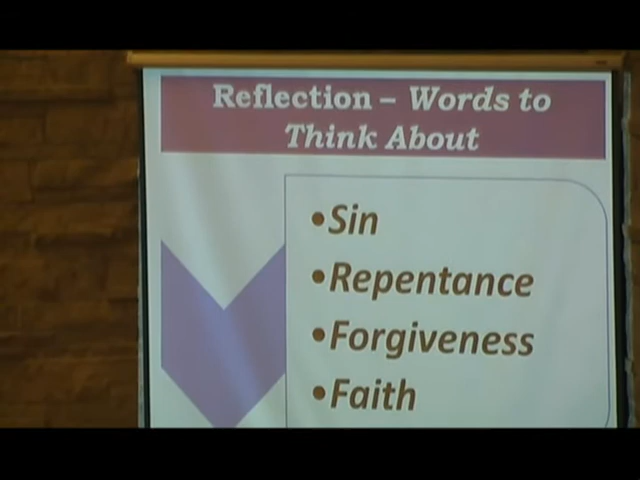 Reflection – Words to
Think About
•Sin
•Repentance
•Forgiveness
•Faith